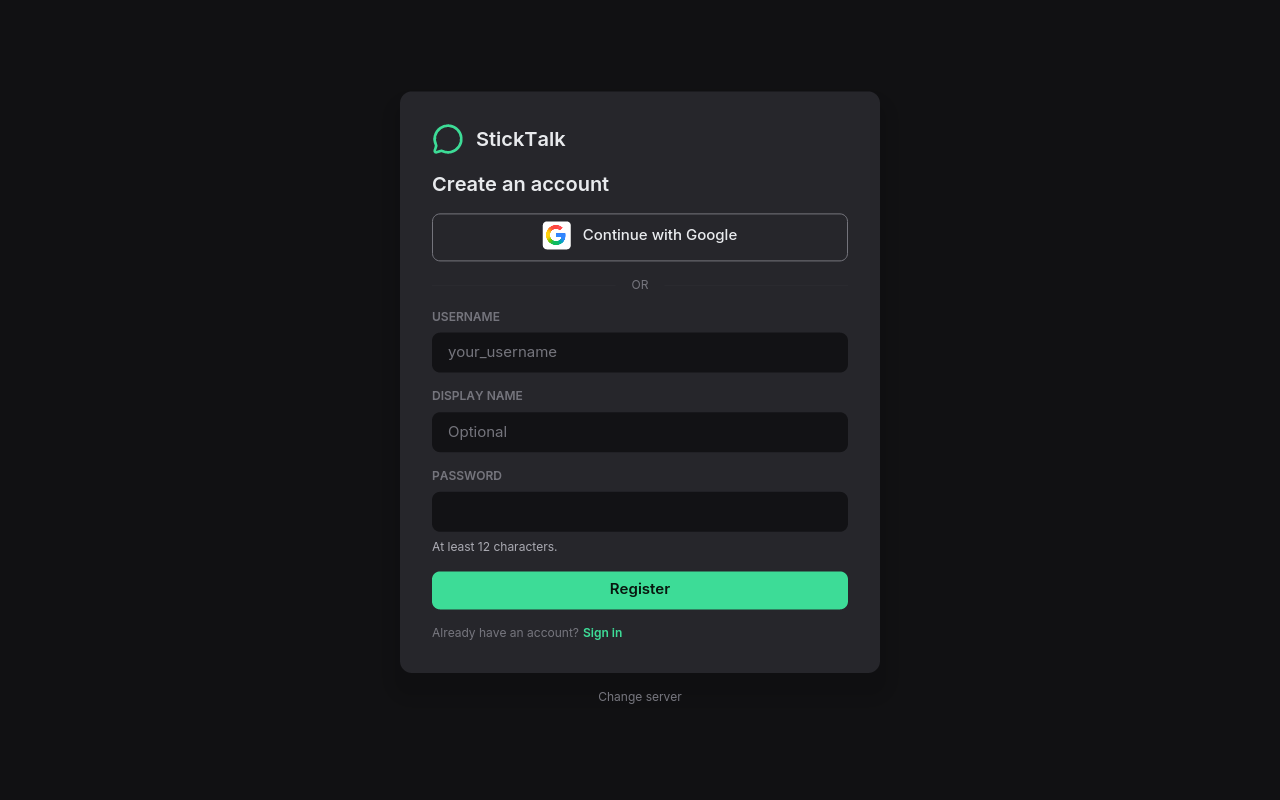 StickTalk
Create an account
Continue with Google
OR
USERNAME
your_username
DISPLAY NAME
Optional
PASSWORD
At least 12 characters.
Register
Already have an account? Sign in
Change server